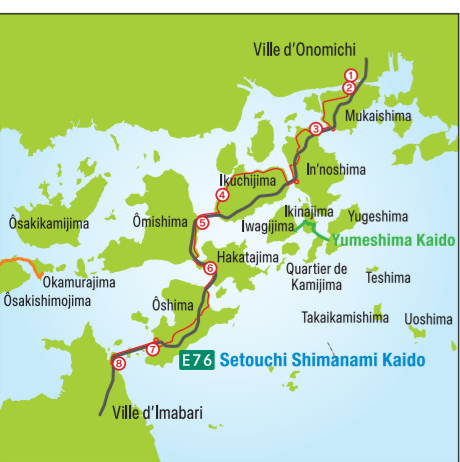 Ville d'Onomichi
1
2
Mukaishima
3
In'noshima
Ikuchijima
4
Ôsakikamijima
Ômishima
5
Ikinajima
Yugeshima
Iwagijima
Yumeshima Kaido
Hakatajima
6
Quartier de
Kamijima
Teshima
Okamurajima
Ôsakishimojima
Ôshima
Takaikamishima
Uoshima
7
E76 Setouchi Shimanami Kaido
8
Ville d'Imabari